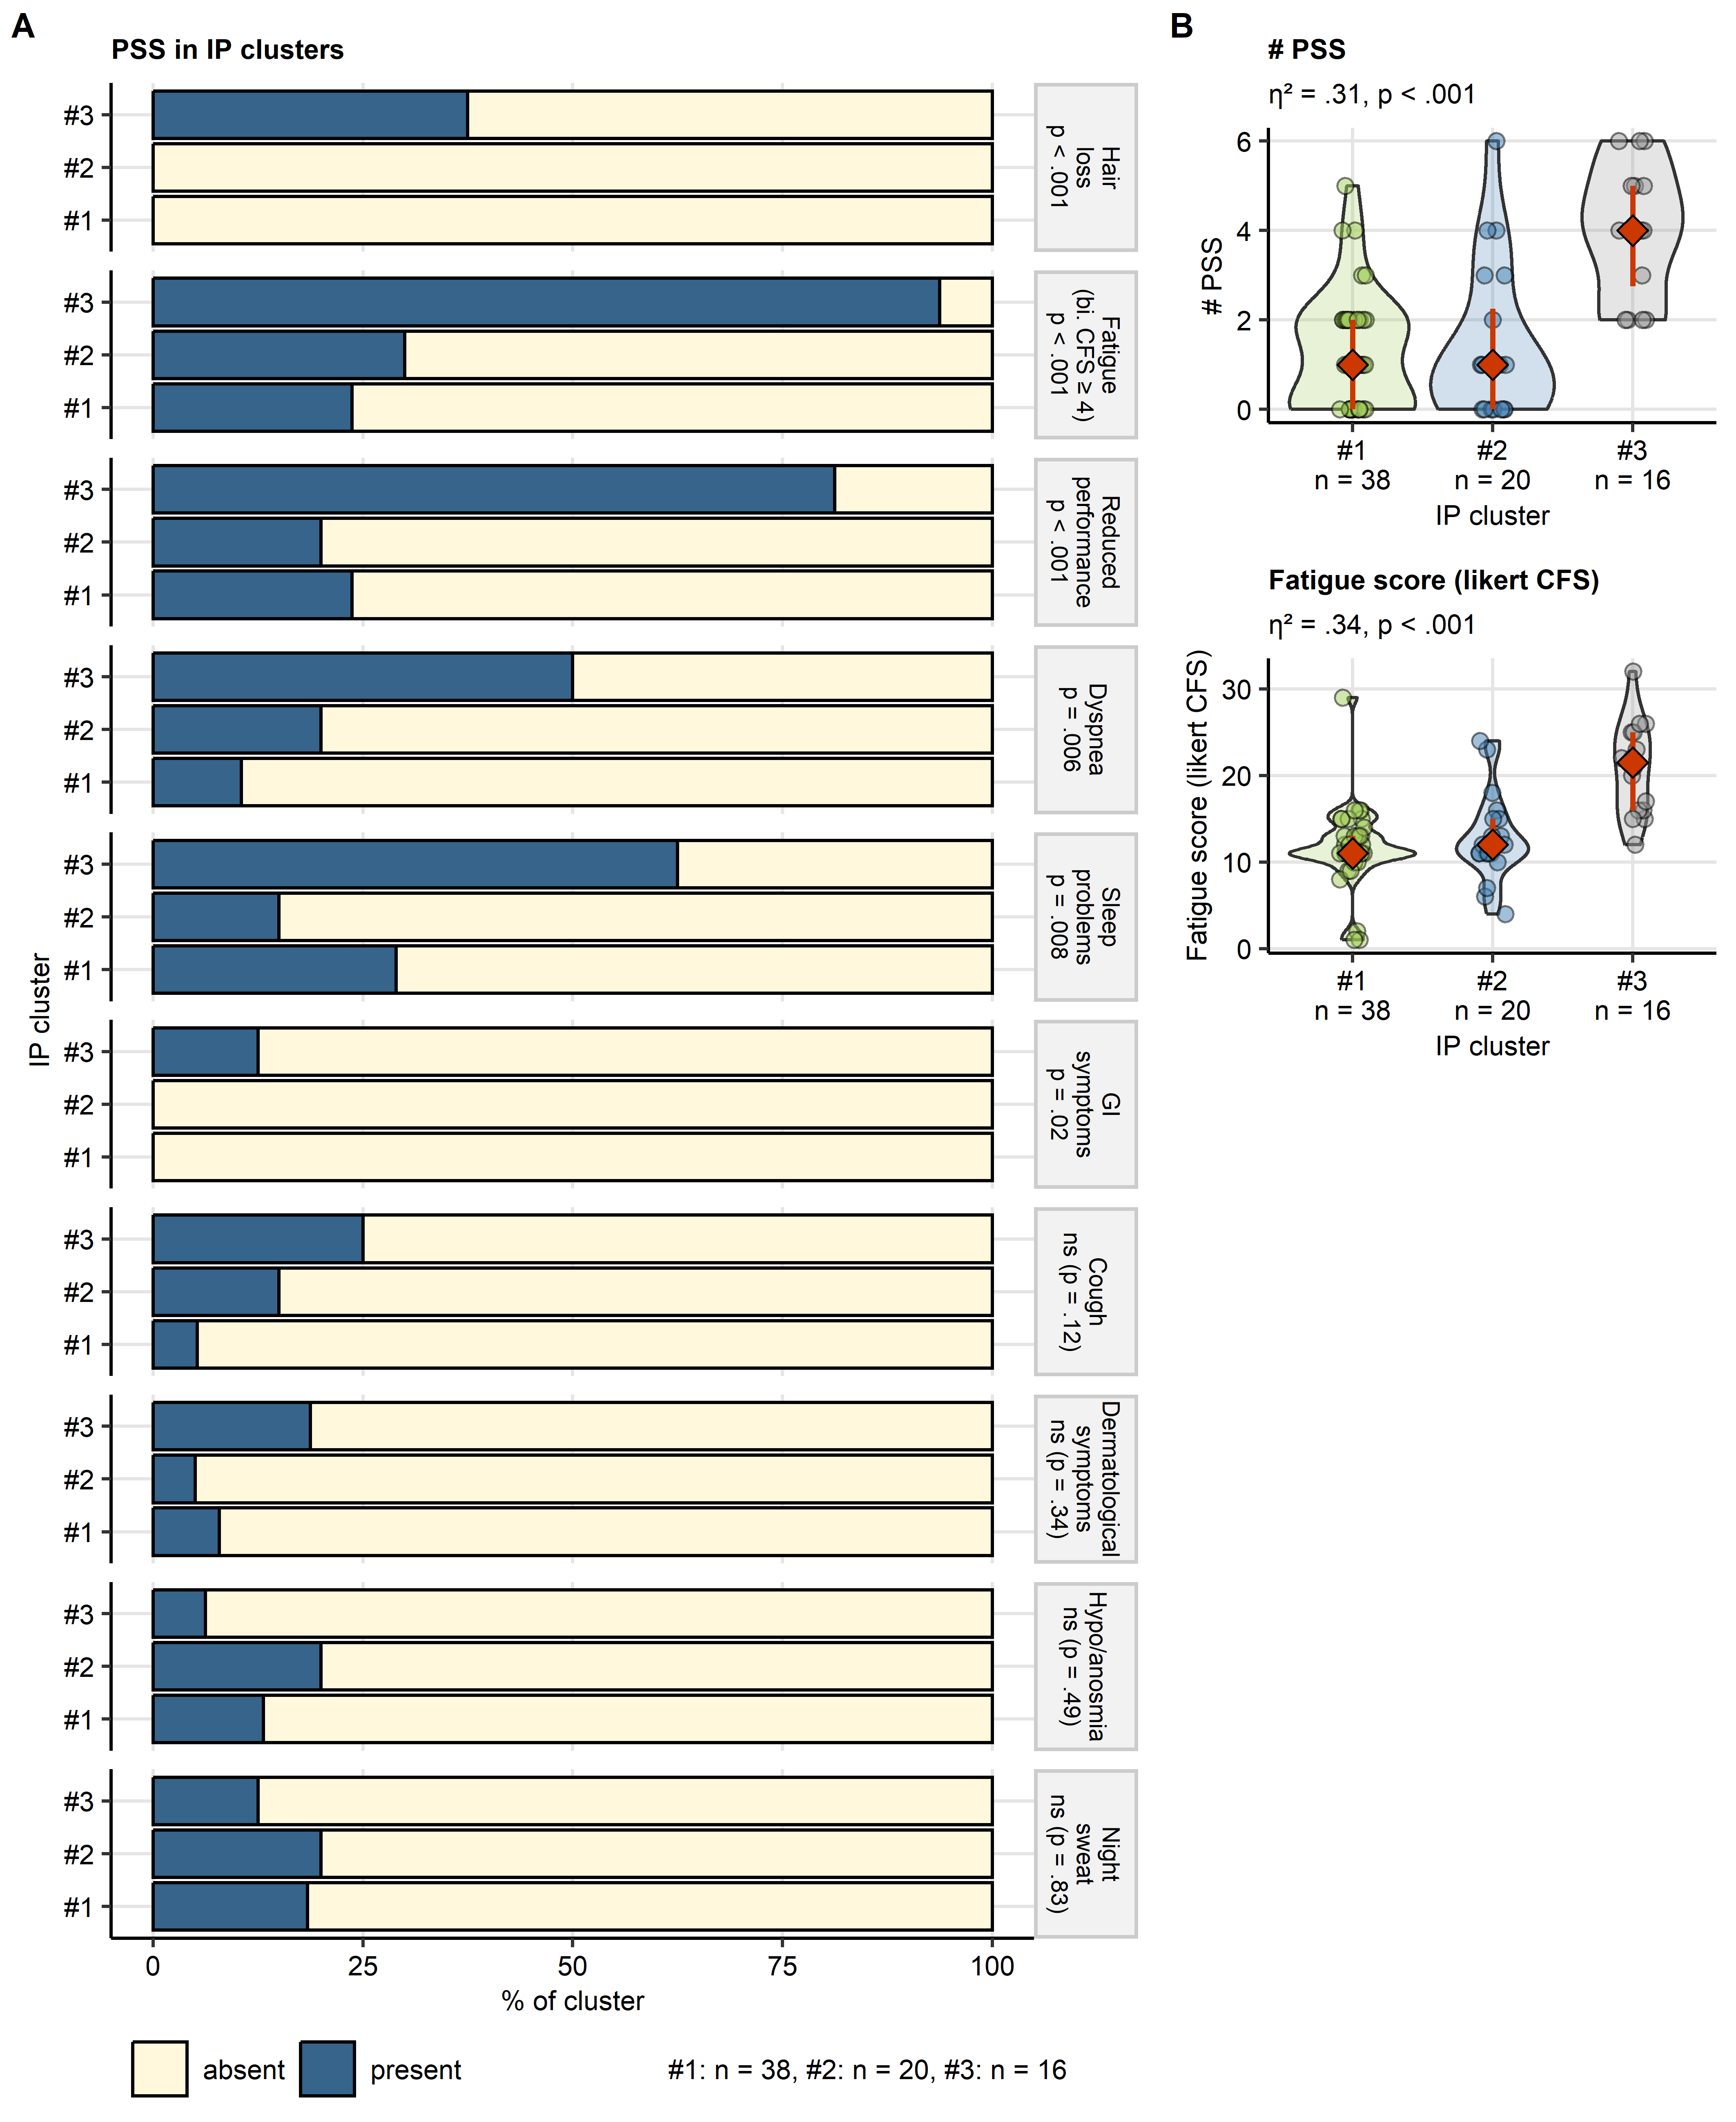 A
PSS in IP clusters
IP cluster
#3
#2
#1
Hair
loss
p < .001
#3
#2
#1
Fatigue
(bi. CFS ≥ 4)
p < .001
#3
#2
#1
Reduced
performance
p < .001
#3
#2
#1
Dyspnea
p = .006
#3
#2
#1
Sleep
problems
p = .008
#3
#2
#1
GI
symptoms
p = .02
#3
#2
#1
Cough
ns (p = .12)
#3
#2
#1
Dermatological
symptoms
ns (p = .34)
#3
#2
#1
Hypo/anosmia
ns (p = .49)
#3
#2
#1
Night
sweat
ns (p = .83)
0 25 50 75 100
% of cluster
absent present
#1: n = 38, #2: n = 20, #3: n = 16
B
# PSS
η² = .31, p < .001
# PSS
6
4
2
0
#1 #2 #3
n = 38 n = 20 n = 16
IP cluster
Fatigue score (likert CFS)
η² = .34, p < .001
Fatigue score (likert CFS)
30
20
10
0
#1 #2 #3
n = 38 n = 20 n = 16
IP cluster